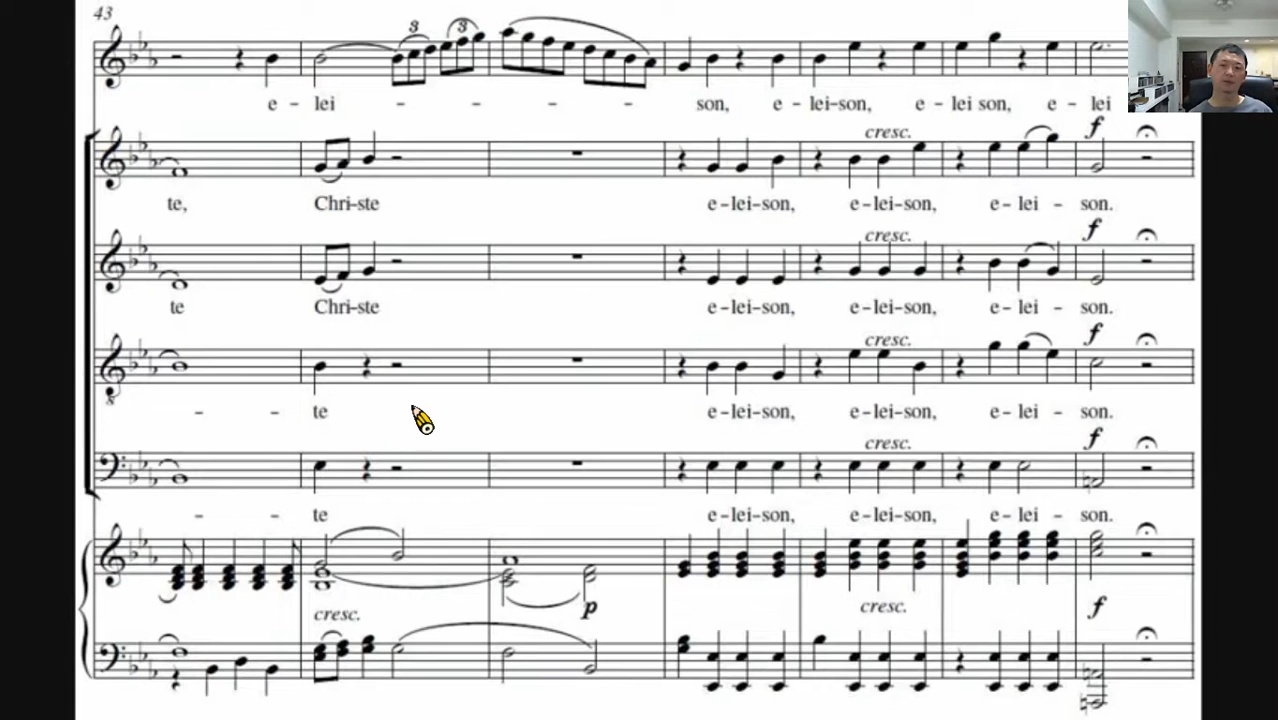 43
3 3
e - lei - - - - son, e - lei-son, e - lei son, e - lei
cresc. f
te, Chri-ste e-lei-son, e-lei-son, e-lei - son.
cresc. f
te Chri-ste e-lei-son, e-lei-son, e-lei - son.
cresc. f
- - te e-lei-son, e-lei-son, e-lei - son.
cresc. f
- - te e-lei-son, e-lei-son, e-lei - son.
cresc. p cresc. f